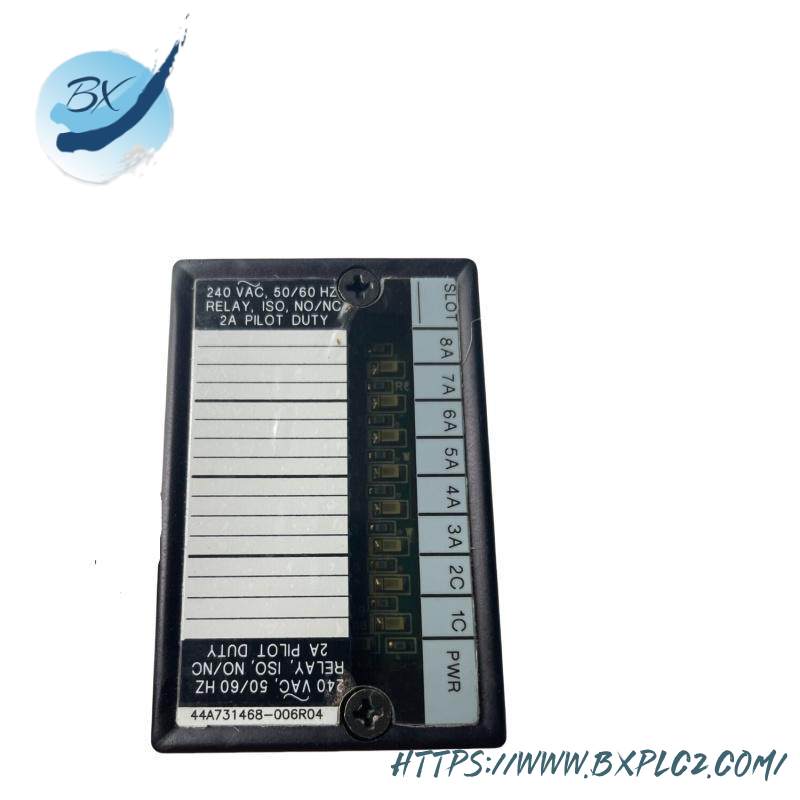 BX
240 VAC, 50/60 HZ
RELAY, ISO, NO/NC
2A PILOT DUTY
SLOT
8A
7A
6A
5A
4A
3A
2C
1C
PWR
240 VAC, 50/60 HZ
RELAY, ISO, NO/NC
2A PILOT DUTY
44A731468-006R04
HTTPS://WWW.BXPLC2.COM/